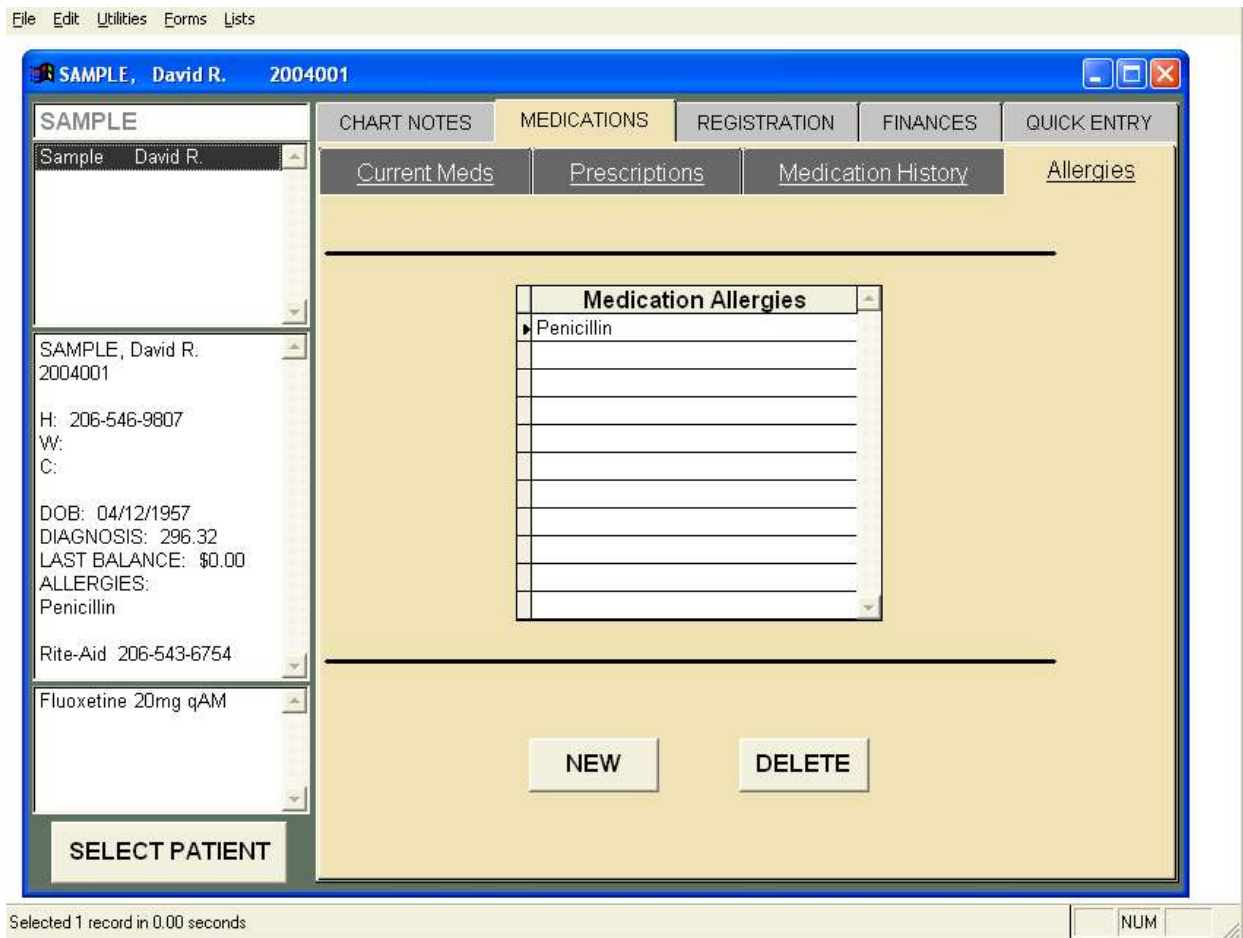 File Edit Utilities Forms Lists
SAMPLE, David R. 2004001
SAMPLE
Sample David R.
SAMPLE, David R.
2004001
H: 206-546-9807
W:
C:
DOB: 04/12/1957
DIAGNOSIS: 296.32
LAST BALANCE: $0.00
ALLERGIES:
Penicillin
Rite-Aid 206-543-6754
Fluoxetine 20mg qAM
SELECT PATIENT
CHART NOTES MEDICATIONS REGISTRATION FINANCES QUICK ENTRY
Current Meds Prescriptions Medication History Allergies
Medication Allergies
Penicillin
NEW DELETE
Selected 1 record in 0.00 seconds NUM